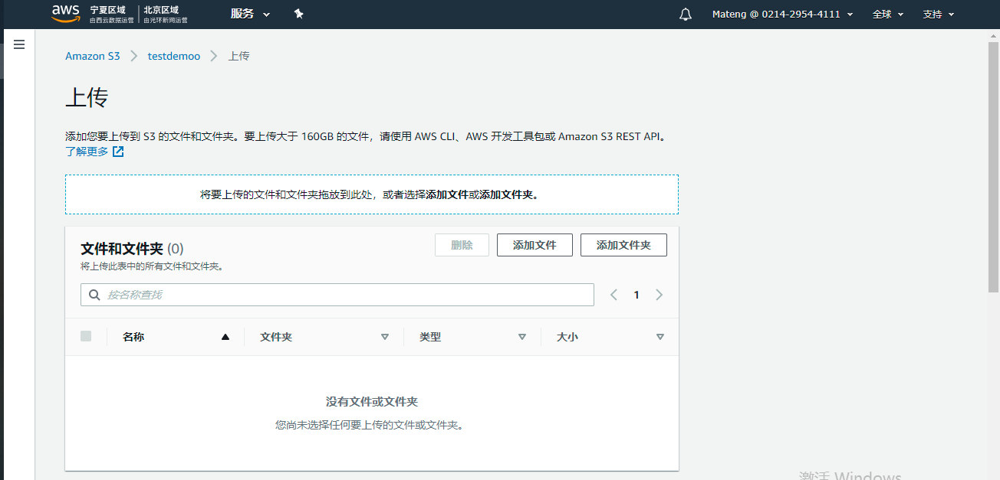 aws 宁夏区域 北京区域 服务 Mateng @ 0214-2954-4111 全球 支持
由西云数据运营 由光环新网运营
Amazon S3 testdemoo 上传
上传
添加您要上传到 S3 的文件和文件夹。要上传大于 160GB 的文件，请使用 AWS CLI、AWS 开发工具包或 Amazon S3 REST API。
了解更多
将要上传的文件和文件夹拖放到此处，或者选择添加文件或添加文件夹。
文件和文件夹 (0) 删除 添加文件 添加文件夹
将上传此表中的所有文件和文件夹。
按名称查找 1
名称 文件夹 类型 大小
没有文件或文件夹
您尚未选择任何要上传的文件或文件夹。
激活 Windows